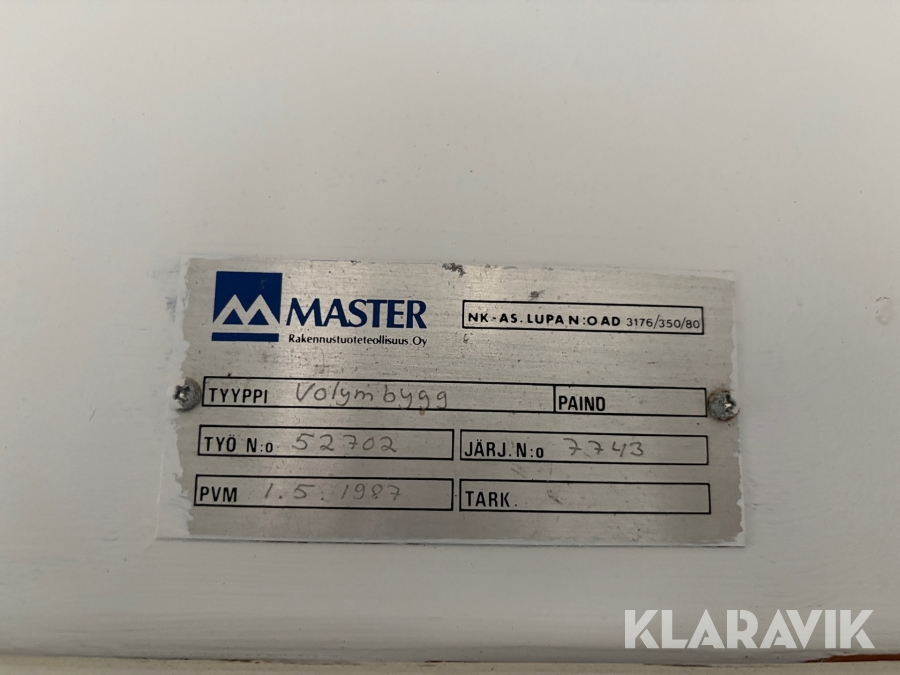 MASTER
Rakennustuoteteollisuus Oy
NK-AS. LUPA N:O AD 3176/350/80
TYYPPI Volymbygg
PAINO
TYÖ N:o 52702
JÄRJ. N:o 7743
PVM 1.5.1987
TARK.
KLARAVIK